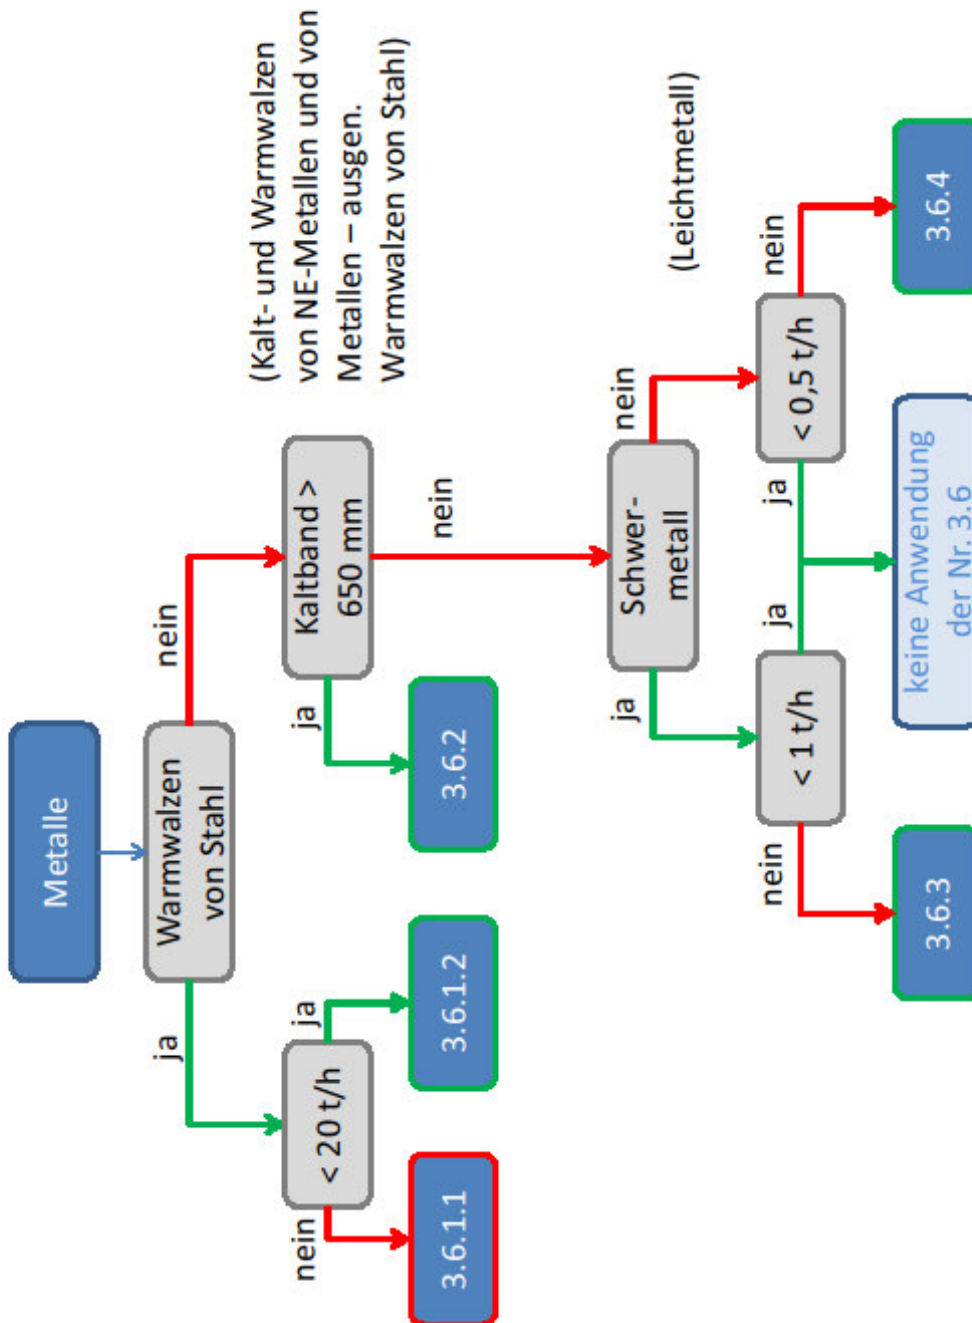 Metalle
Warmwalzen
von Stahl
ja
nein
< 20 t/h
Kaltband >
650 mm
(Kalt- und Warmwalzen
von NE-Metallen und von
Metallen – ausgen.
Warmwalzen von Stahl)
nein
ja
ja
nein
3.6.1.1
3.6.1.2
3.6.2
Schwer-
metall
(Leichtmetall)
ja
nein
< 1 t/h
< 0,5 t/h
nein
ja
ja
nein
3.6.3
keine Anwendung
der Nr. 3.6
3.6.4